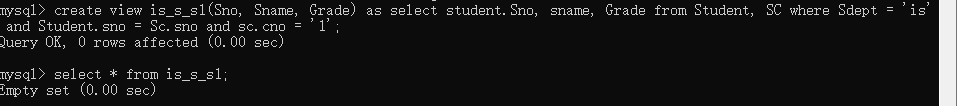 mysql> create view is_s_s1(Sno, Sname, Grade) as select student.Sno, sname, Grade from Student, SC where Sdept = 'is'
and Student.sno = Sc.sno and sc.cno = '1';
Query OK, 0 rows affected (0.00 sec)
mysql> select * from is_s_s1;
Empty set (0.00 sec)